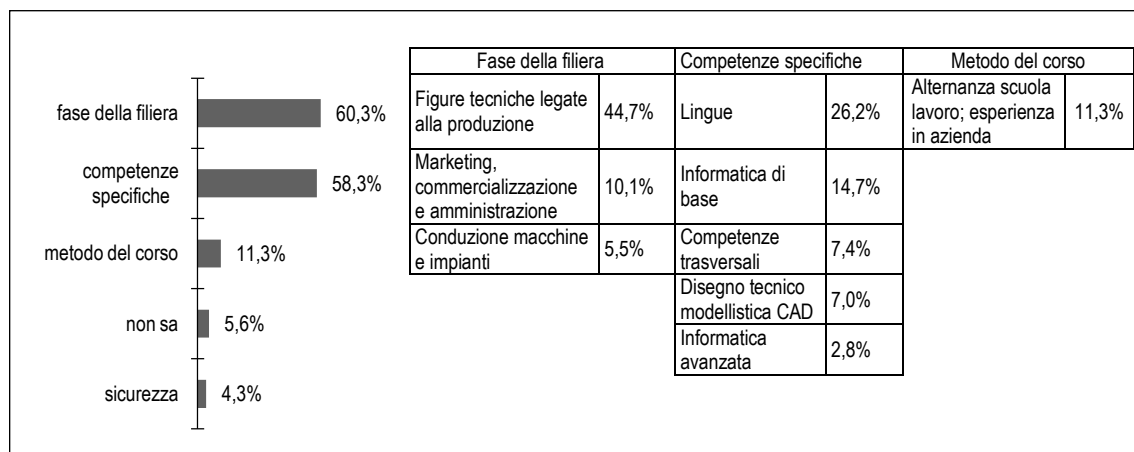 fase della filiera
60,3%
competenze
specifiche
58,3%
metodo del corso
11,3%
non sa
5,6%
sicurezza
4,3%
Fase della filiera
Competenze specifiche
Metodo del corso
Figure tecniche legate
alla produzione
44,7%
Lingue
26,2%
Alternanza scuola
lavoro; esperienza
in azienda
11,3%
Marketing,
commercializzazione
e amministrazione
10,1%
Informatica di
base
14,7%
Conduzione macchine
e impianti
5,5%
Competenze
trasversali
7,4%
Disegno tecnico
modellistica CAD
7,0%
Informatica
avanzata
2,8%